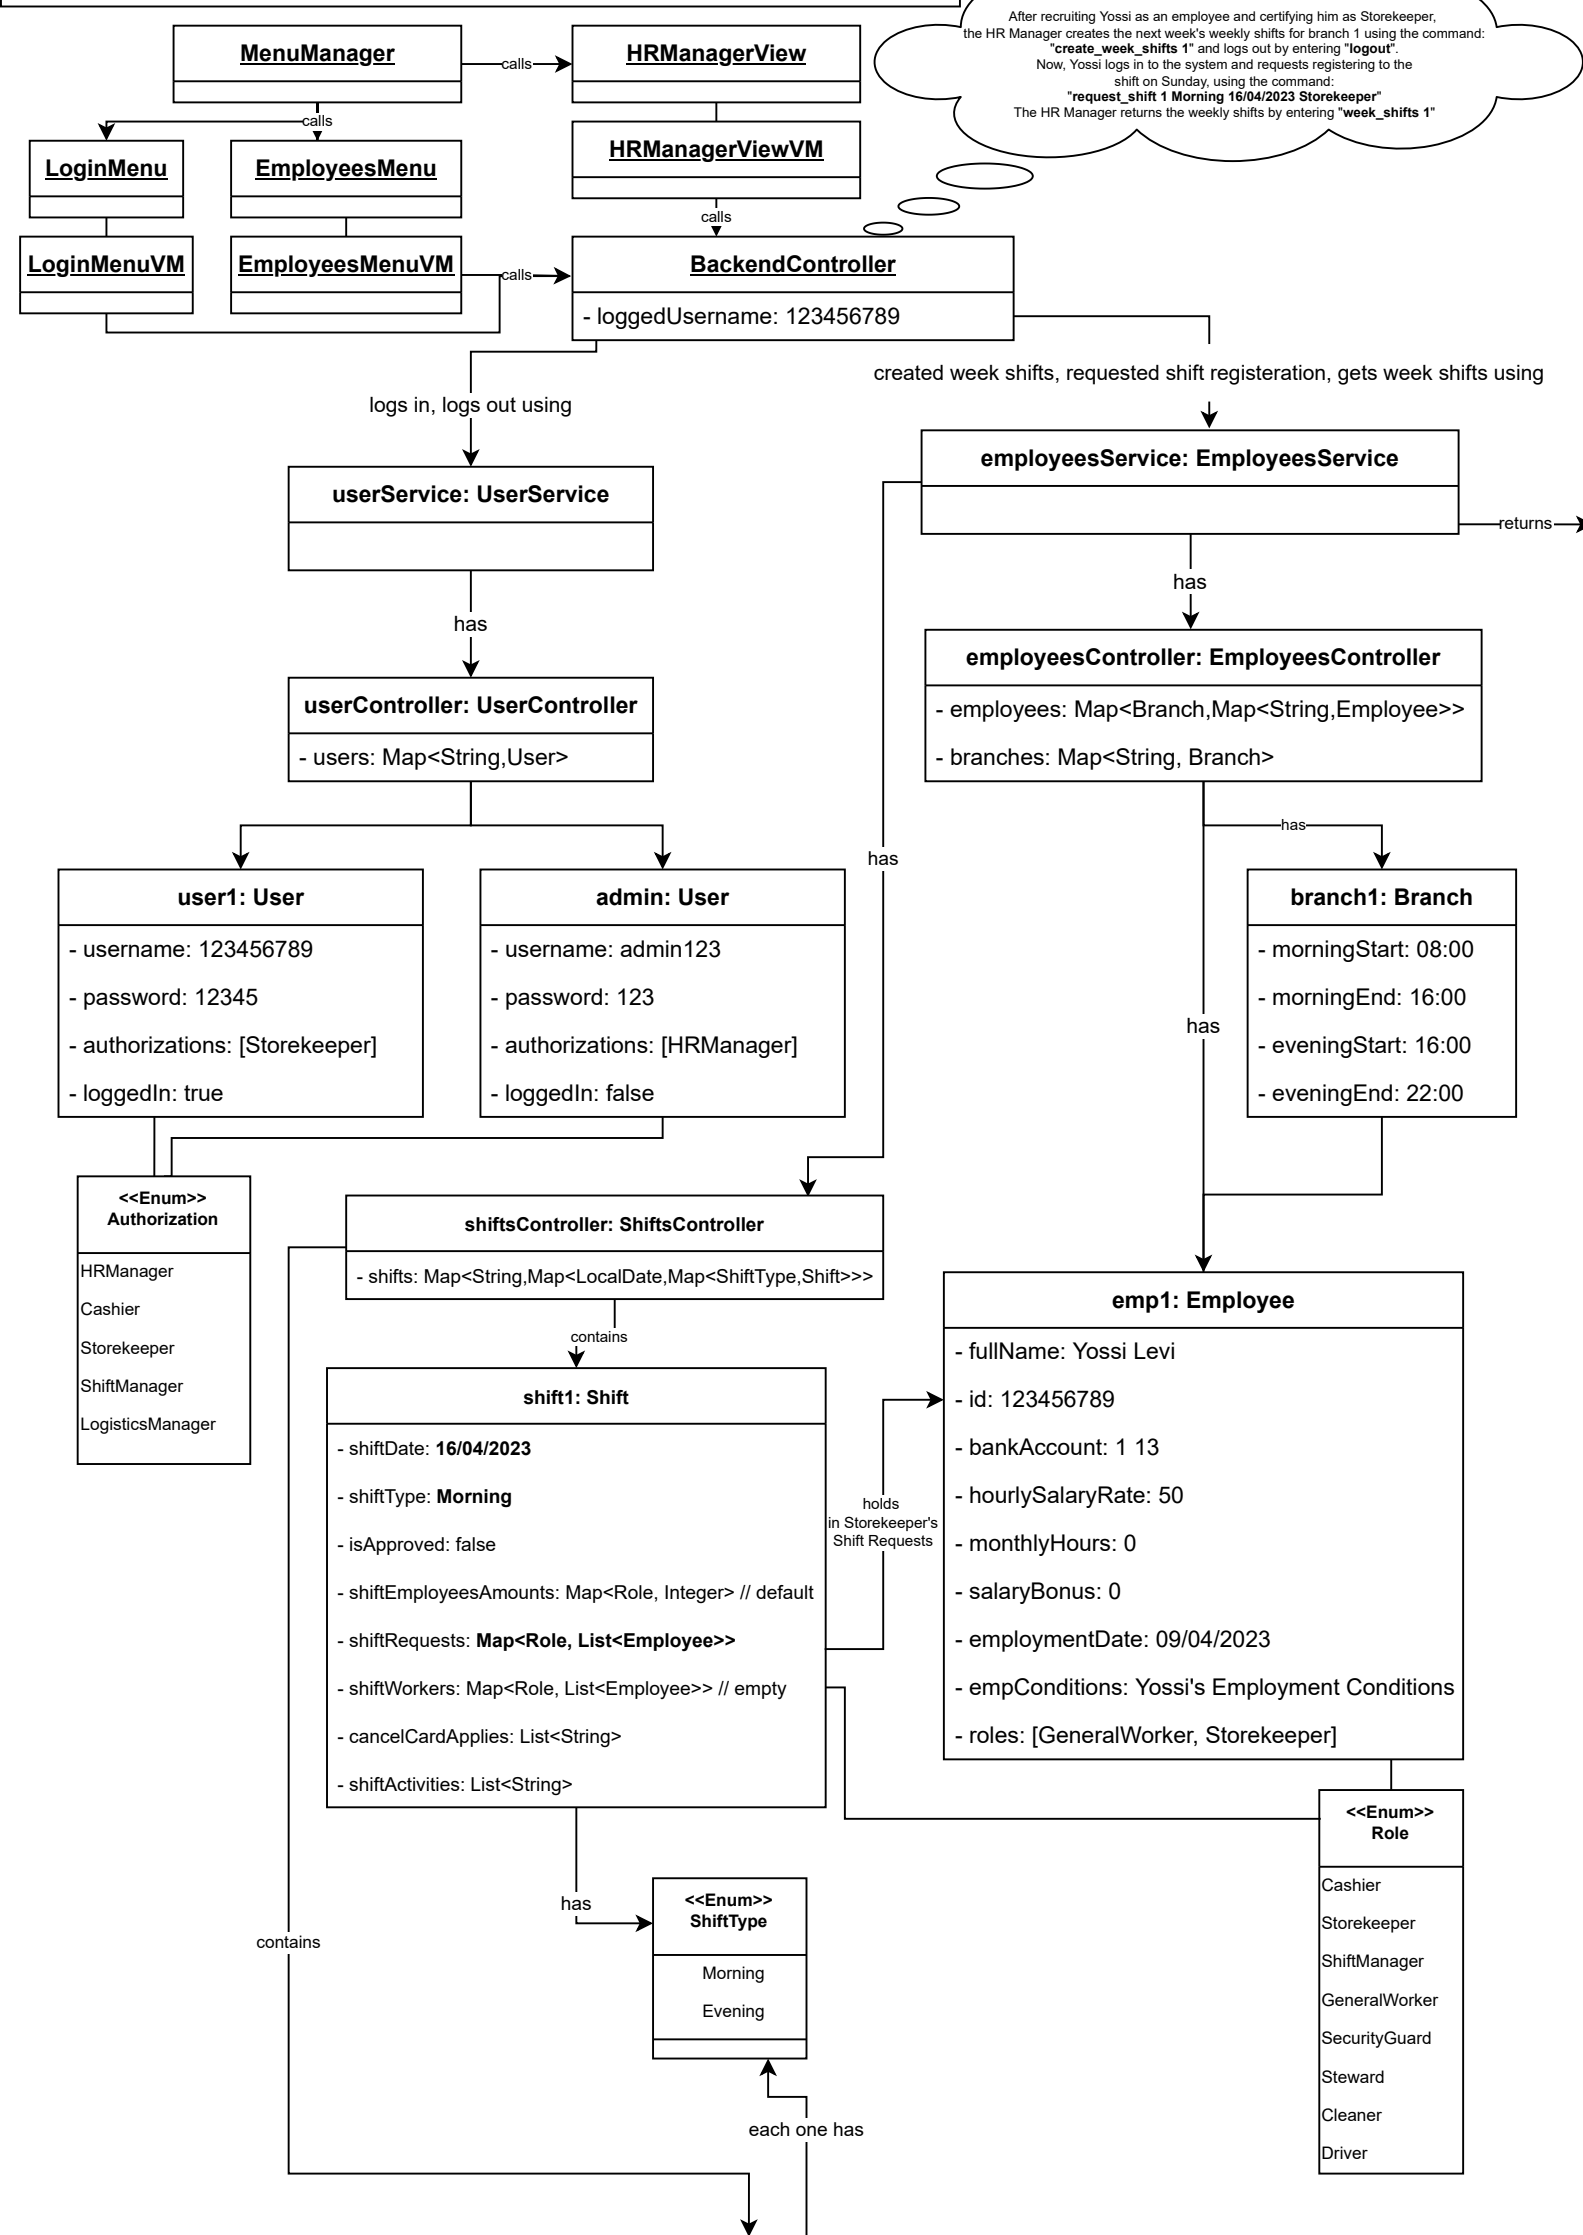 After recruiting Yossi as an employee and certifying him as Storekeeper,
the HR Manager creates the next week's weekly shifts for branch 1 using the command:
"create_week_shifts 1" and logs out by entering "logout".
Now, Yossi logs in to the system and requests registering to the
shift on Sunday, using the command:
"request_shift 1 Morning 16/04/2023 Storekeeper"
The HR Manager returns the weekly shifts by entering "week_shifts 1"
MenuManager
calls
HRManagerView
calls
LoginMenu
EmployeesMenu
HRManagerViewVM
calls
LoginMenuVM
EmployeesMenuVM
calls
BackendController
- loggedUsername: 123456789
logs in, logs out using
created week shifts, requested shift registeration, gets week shifts using
userService: UserService
employeesService: EmployeesService
returns
has
has
userController: UserController
- users: Map<String,User>
employeesController: EmployeesController
- employees: Map<Branch,Map<String,Employee>>
- branches: Map<String, Branch>
has
has
has
user1: User
- username: 123456789
- password: 12345
- authorizations: [Storekeeper]
- loggedIn: true
admin: User
- username: admin123
- password: 123
- authorizations: [HRManager]
- loggedIn: false
branch1: Branch
- morningStart: 08:00
- morningEnd: 16:00
- eveningStart: 16:00
- eveningEnd: 22:00
<<Enum>>
Authorization
HRManager
Cashier
Storekeeper
ShiftManager
LogisticsManager
shiftsController: ShiftsController
- shifts: Map<String,Map<LocalDate,Map<ShiftType,Shift>>>
contains
shift1: Shift
- shiftDate: 16/04/2023
- shiftType: Morning
- isApproved: false
- shiftEmployeesAmounts: Map<Role, Integer> // default
- shiftRequests: Map<Role, List<Employee>>
- shiftWorkers: Map<Role, List<Employee>> // empty
- cancelCardApplies: List<String>
- shiftActivities: List<String>
holds
in Storekeeper's
Shift Requests
emp1: Employee
- fullName: Yossi Levi
- id: 123456789
- bankAccount: 1 13
- hourlySalaryRate: 50
- monthlyHours: 0
- salaryBonus: 0
- employmentDate: 09/04/2023
- empConditions: Yossi's Employment Conditions
- roles: [GeneralWorker, Storekeeper]
has
contains
<<Enum>>
ShiftType
Morning
Evening
each one has
<<Enum>>
Role
Cashier
Storekeeper
ShiftManager
GeneralWorker
SecurityGuard
Steward
Cleaner
Driver